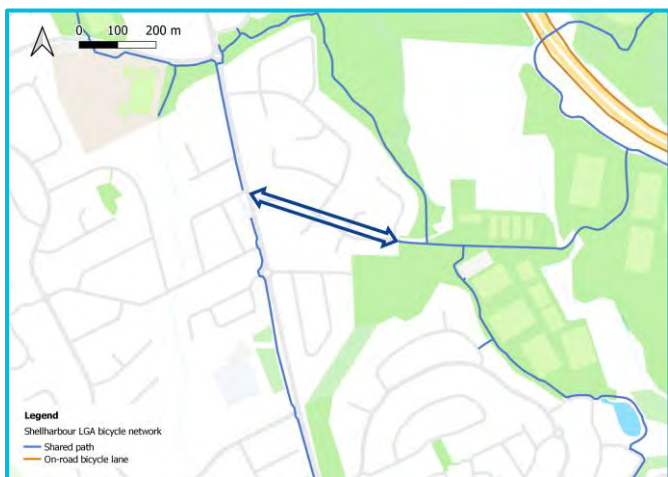 0 100 200 m
Legend
Shellharbour LGA bicycle network
Shared path
On-road bicycle lane